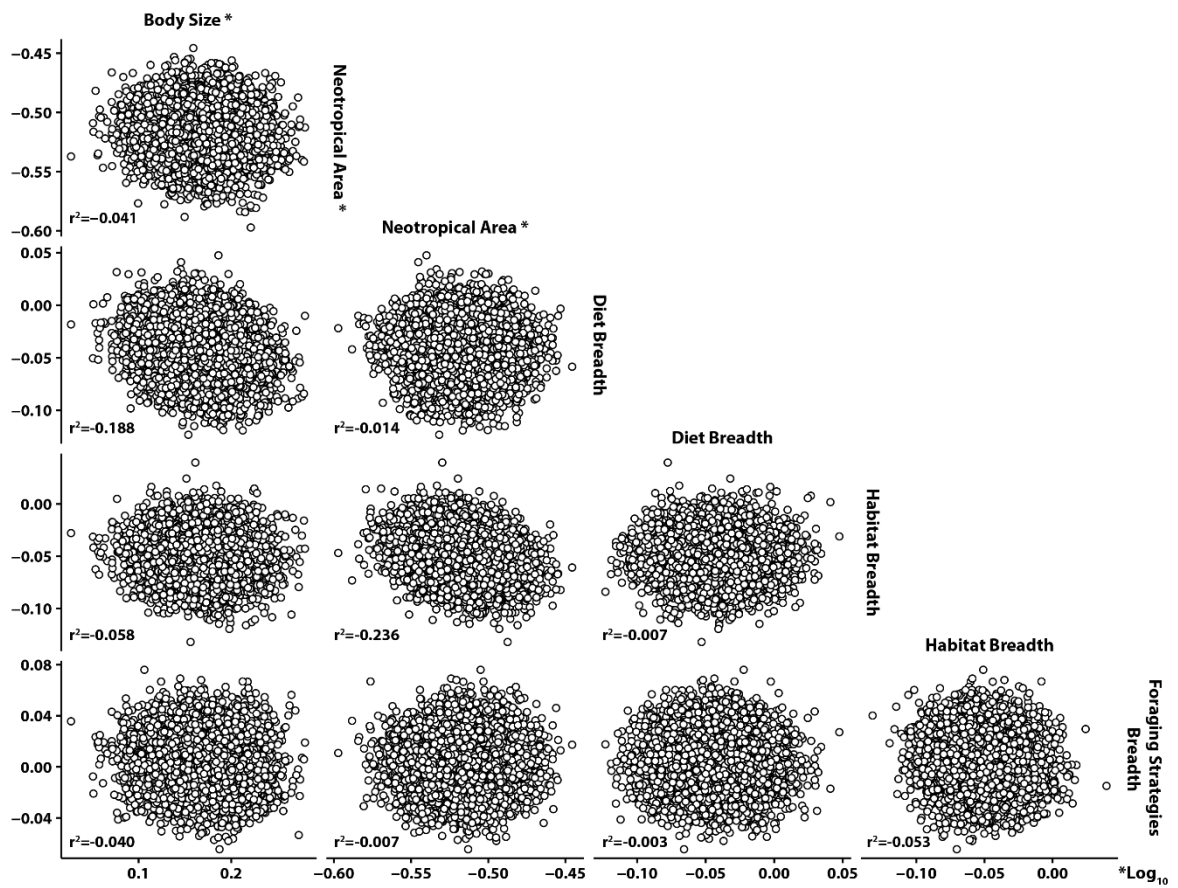 Body Size *
−0.45
−0.50
−0.55
−0.60
r²=−0.041
Neotropical Area *
Neotropical Area *
0.05
0.00
−0.05
−0.10
r²=-0.188
r²=-0.014
Diet Breadth
Diet Breadth
0.00
−0.05
−0.10
r²=-0.058
r²=-0.236
r²=-0.007
Habitat Breadth
Habitat Breadth
0.08
0.04
0.00
−0.04
r²=-0.040
r²=-0.007
r²=-0.003
r²=-0.053
Foraging Strategies
Breadth
0.1 0.2 −0.60 −0.55 −0.50 −0.45 −0.10 −0.05 0.00 0.05 −0.10 −0.05 0.00 *Log₁₀